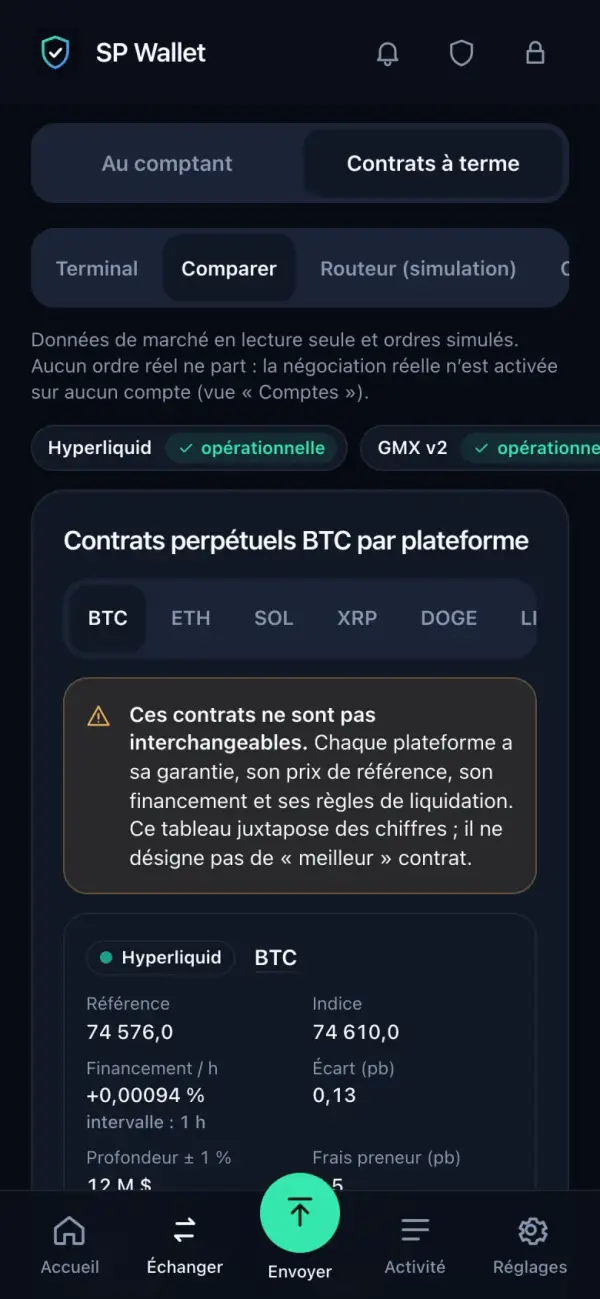 SP Wallet
Au comptant
Contrats à terme
Terminal
Comparer
Routeur (simulation)
Données de marché en lecture seule et ordres simulés.
Aucun ordre réel ne part : la négociation réelle n’est activée
sur aucun compte (vue « Comptes »).
Hyperliquid ✓ opérationnelle
GMX v2 ✓ opérationne
Contrats perpétuels BTC par plateforme
BTC
ETH
SOL
XRP
DOGE
LI
Ces contrats ne sont pas
interchangeables. Chaque plateforme a
sa garantie, son prix de référence, son
financement et ses règles de liquidation.
Ce tableau juxtapose des chiffres ; il ne
désigne pas de « meilleur » contrat.
Hyperliquid
BTC
Référence
Indice
74 576,0
74 610,0
Financement / h
Écart (pb)
+0,00094 %
0,13
intervalle : 1 h
Profondeur ± 1 %
Frais preneur (pb)
12 M $
Accueil
Échanger
Envoyer
Activité
Réglages